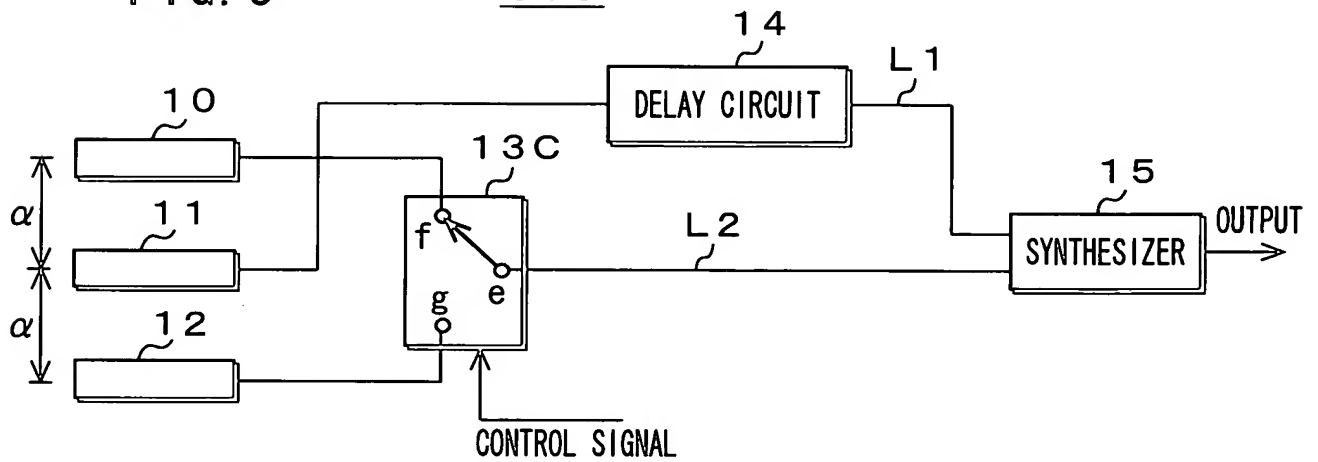 14
L1
DELAY CIRCUIT
10
13C
15
α
11
f
L2
OUTPUT
SYNTHESIZER
e
g
α
12
CONTROL SIGNAL